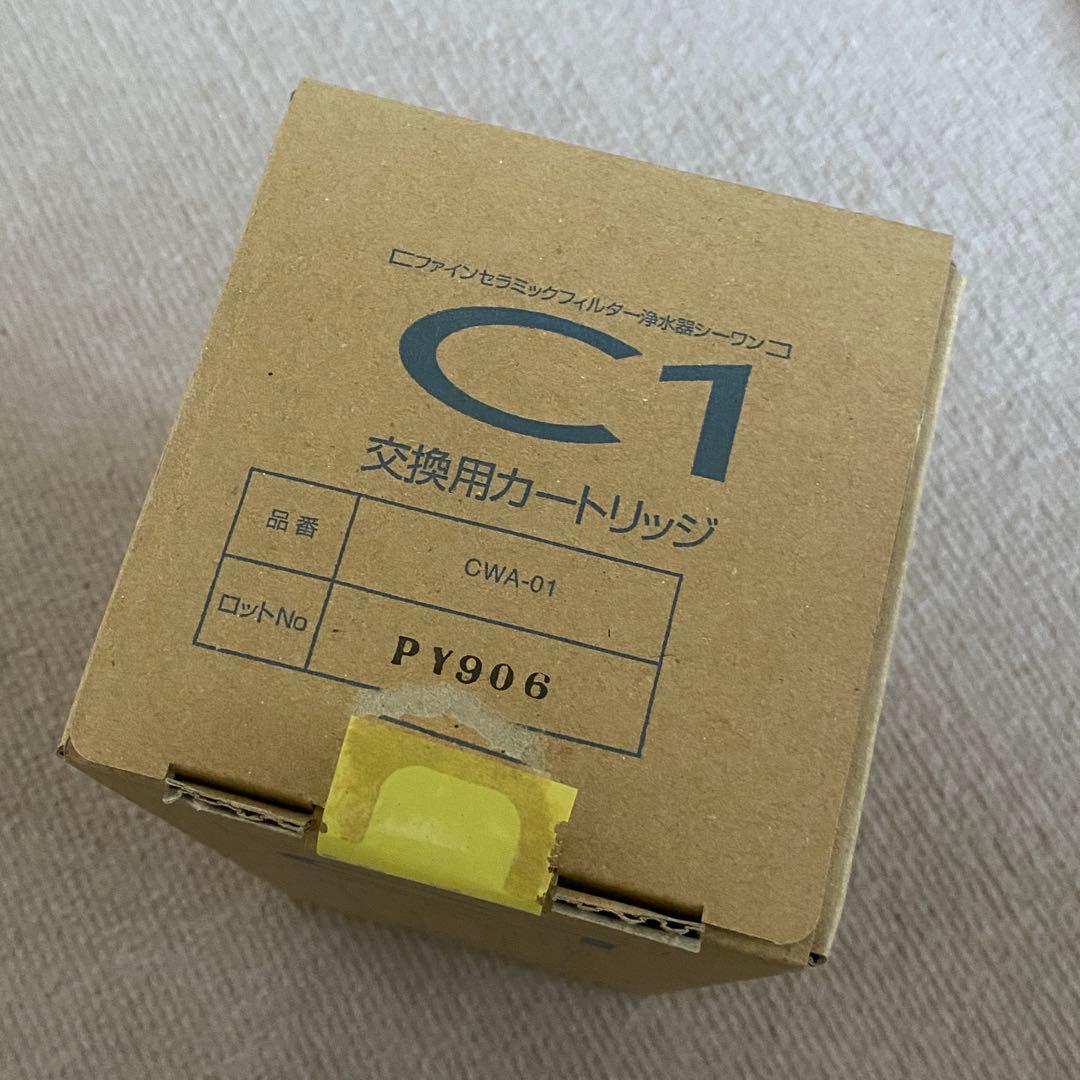 ファインセラミックフィルター浄水器シーワン
C1
交換用カートリッジ
品番 CWA-01
ロットNo PY906